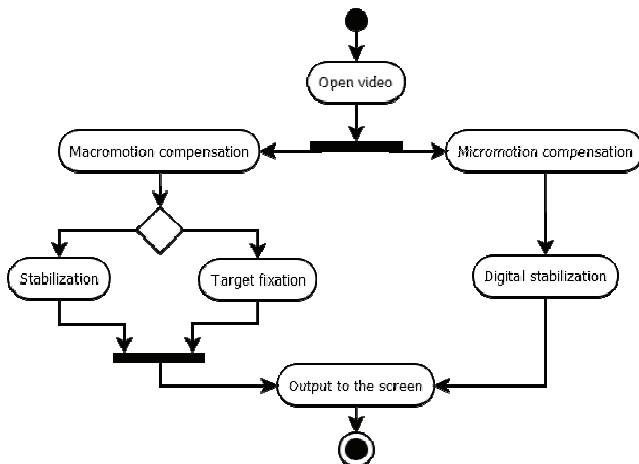 Open video
Macromotion compensation
Micromotion compensation
Stabilization
Target fixation
Digital stabilization
Output to the screen